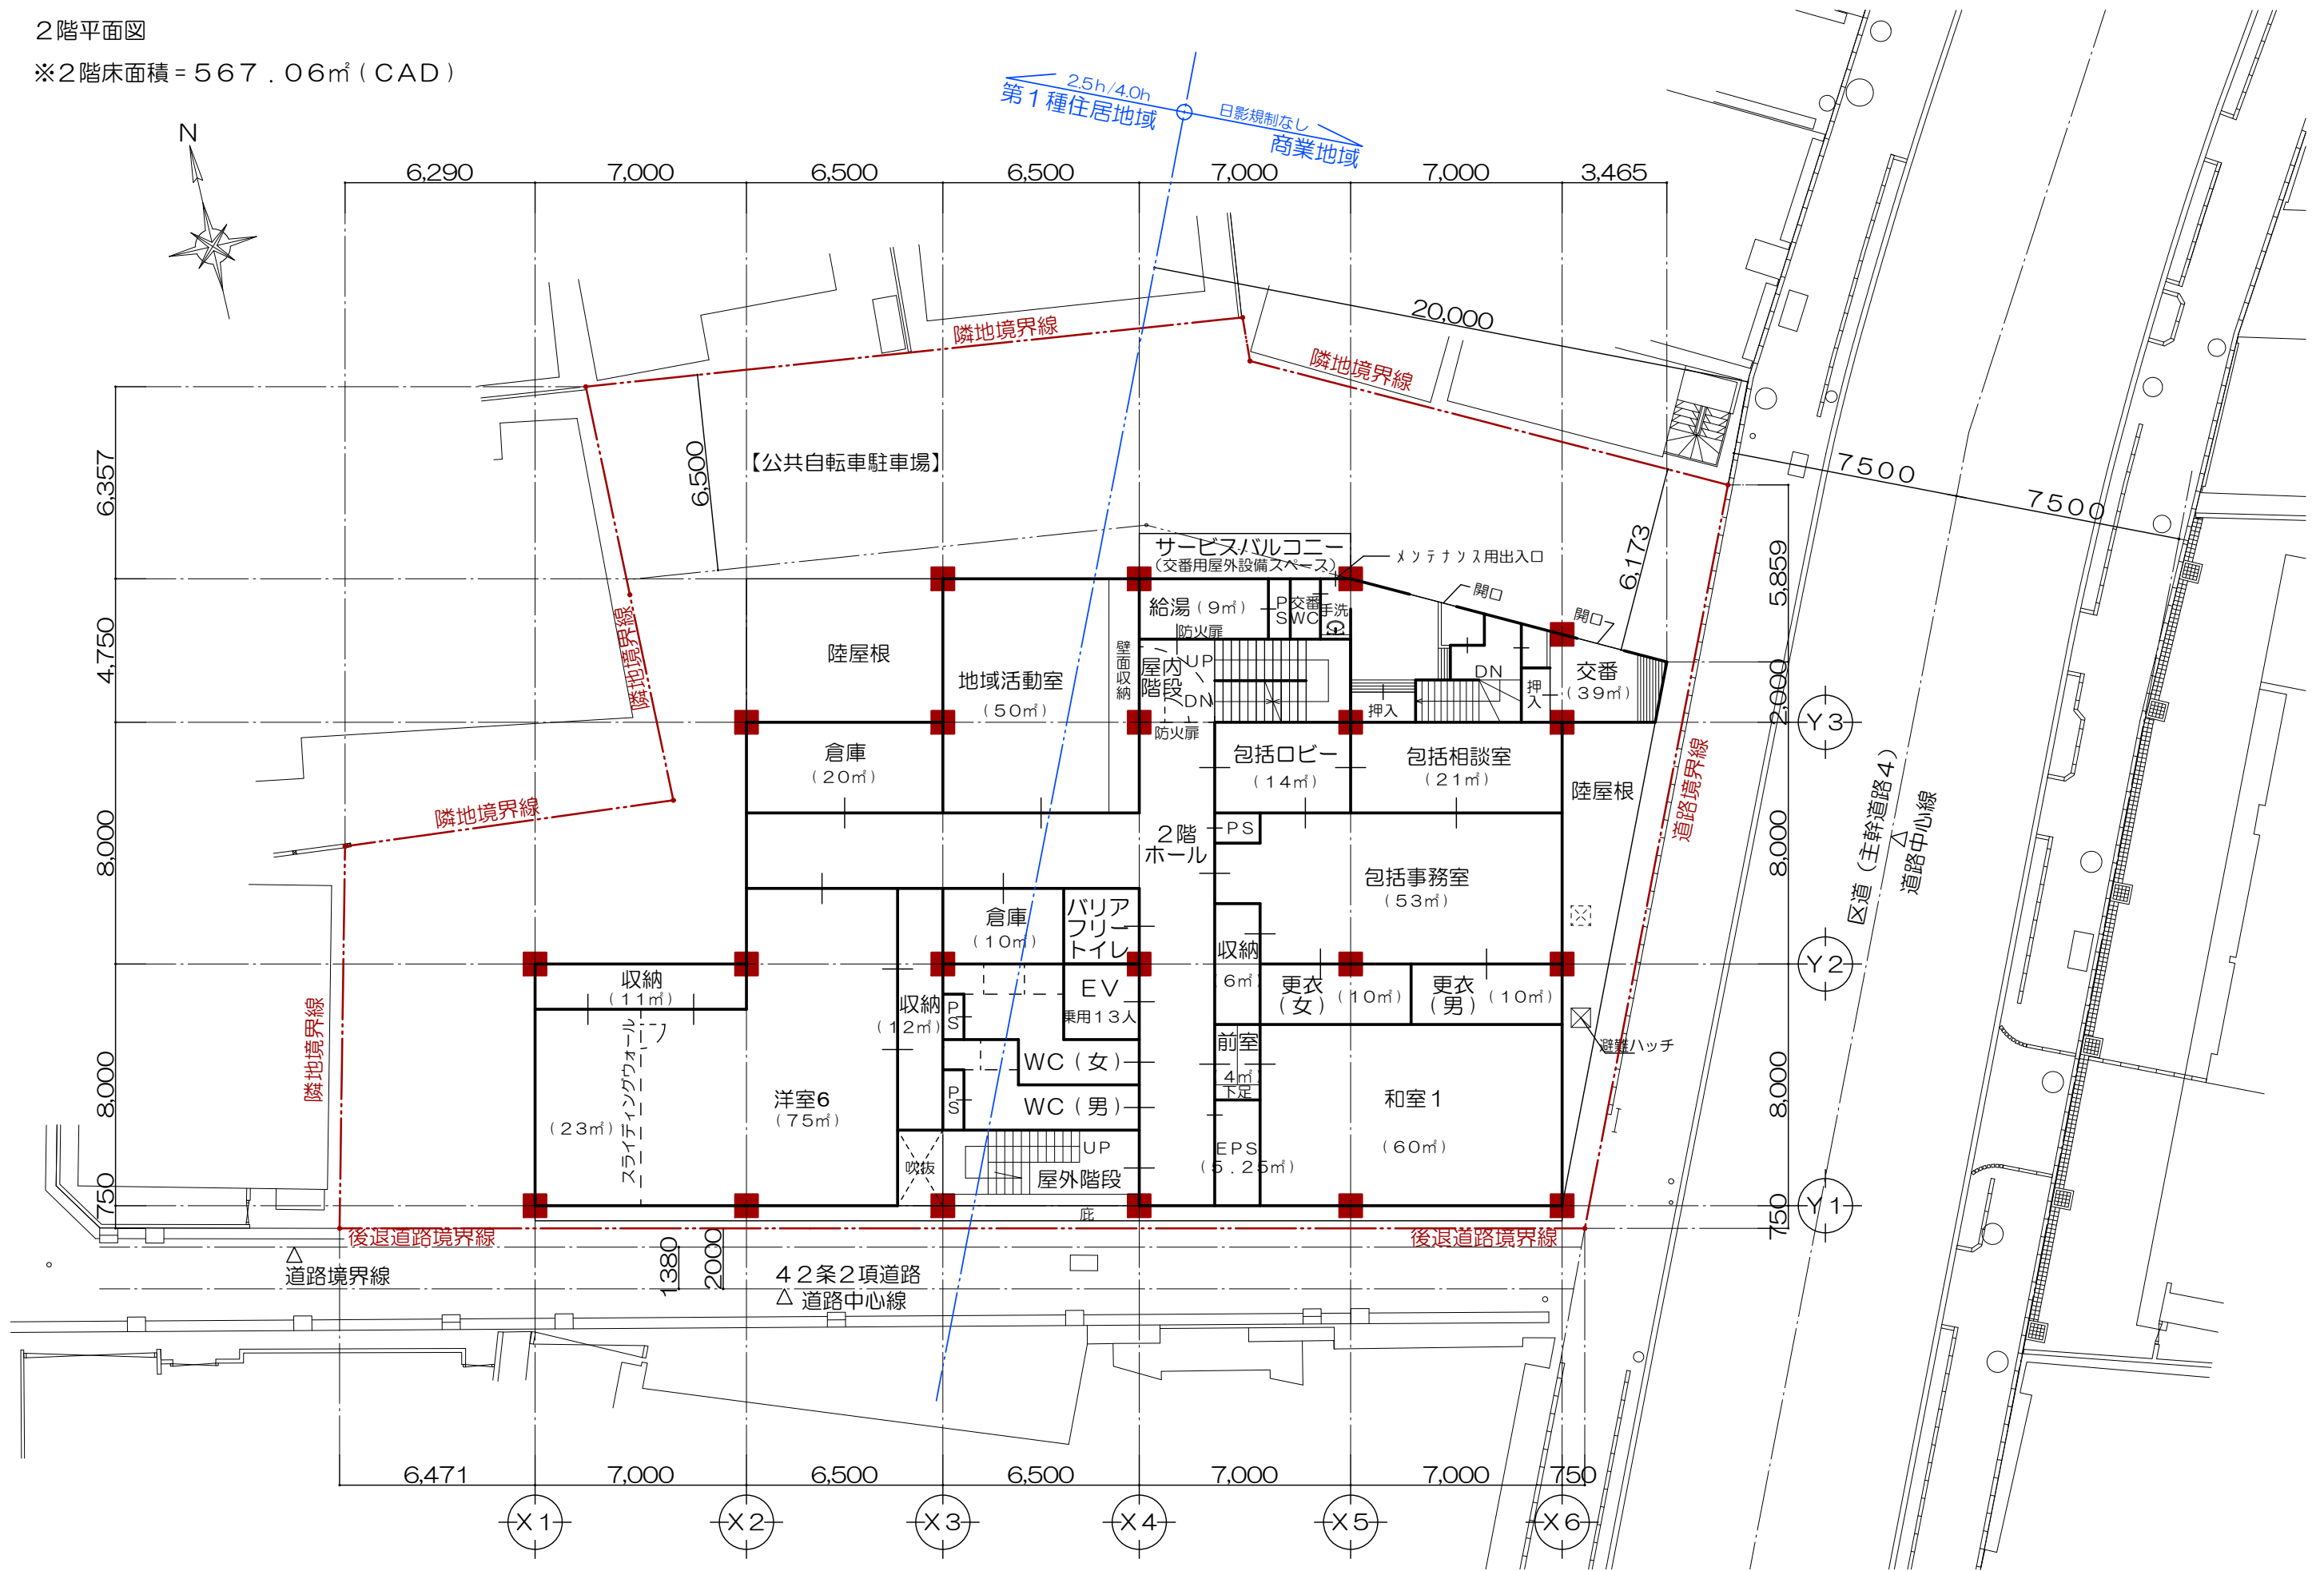 ２階平面図
※２階床面積＝５６７．０６㎡（ＣＡＤ）
N
2.5h/4.0h
第１種住居地域
日影規制なし
商業地域
6,290
7,000
6,500
6,500
7,000
7,000
3,465
20,000
隣地境界線
隣地境界線
6,500
【公共自転車駐車場】
7500
7500
6,357
4,750
8,000
8,000
750
サービスバルコニー
（交番用屋外設備スペース）
メンテナンス用出入口
開口
開口
6,173
5,859
2,000
8,000
8,000
750
給湯（９㎡）
PS
交番WC
手洗
防火扉
陸屋根
地域活動室
（５０㎡）
壁面収納
屋内階段
UP
DN
防火扉
DN
押入
押入
交番
（３９㎡）
Y3
隣地境界線
隣地境界線
倉庫
（２０㎡）
包括ロビー
（１４㎡）
包括相談室
（２１㎡）
陸屋根
道路境界線
区道（主幹道路４）
道路中心線
２階ホール
PS
包括事務室
（５３㎡）
倉庫
（１０㎡）
バリアフリートイレ
収納
６㎡
Y2
収納
（１１㎡）
収納
（１２㎡）
PS
EV
乗用１３人
更衣（女）
（１０㎡）
更衣（男）
（１０㎡）
隣地境界線
スライディングウォール
前室
４㎡
下足
避難ハッチ
WC（女）
PS
WC（男）
洋室6
（７５㎡）
（２３㎡）
和室１
（６０㎡）
吹抜
UP
屋外階段
EPS
（５．２５㎡）
庇
Y1
後退道路境界線
後退道路境界線
道路境界線
1380
2000
４２条２項道路
道路中心線
6,471
7,000
6,500
6,500
7,000
7,000
750
X1
X2
X3
X4
X5
X6